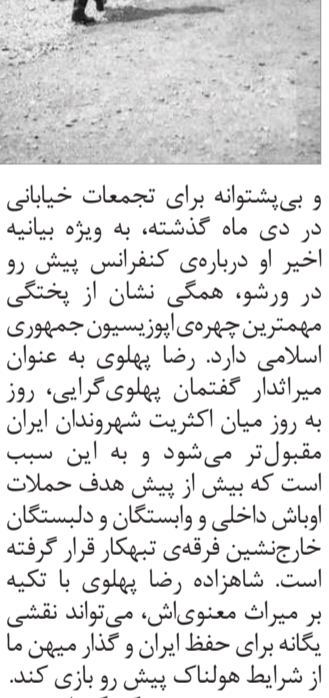 و بی‌پشتوانه برای تجمعات خیابانی
در دی ماه گذشته، به ویژه بیانیه
اخیر او درباره‌ی کنفرانس پیش رو
در ورشو، همگی نشان از پختگی
مهمترین چهره‌ی اپوزیسیون جمهوری
اسلامی دارد. رضا پهلوی به عنوان
میراثدار گفتمان پهلوی‌گرایی، روز
به روز میان اکثریت شهروندان ایران
مقبول‌تر می‌شود و به این سبب
است که بیش از پیش هدف حملات
اوباش داخلی و وابستگان و دلبستگان
خارج‌نشین فرقه‌ی تبهکار قرار گرفته
است. شاهزاده رضا پهلوی با تکیه
بر میراث معنوی‌اش، می‌تواند نقشی
یگانه برای حفظ ایران و گذار میهن ما
از شرایط هولناک پیش رو بازی کند.